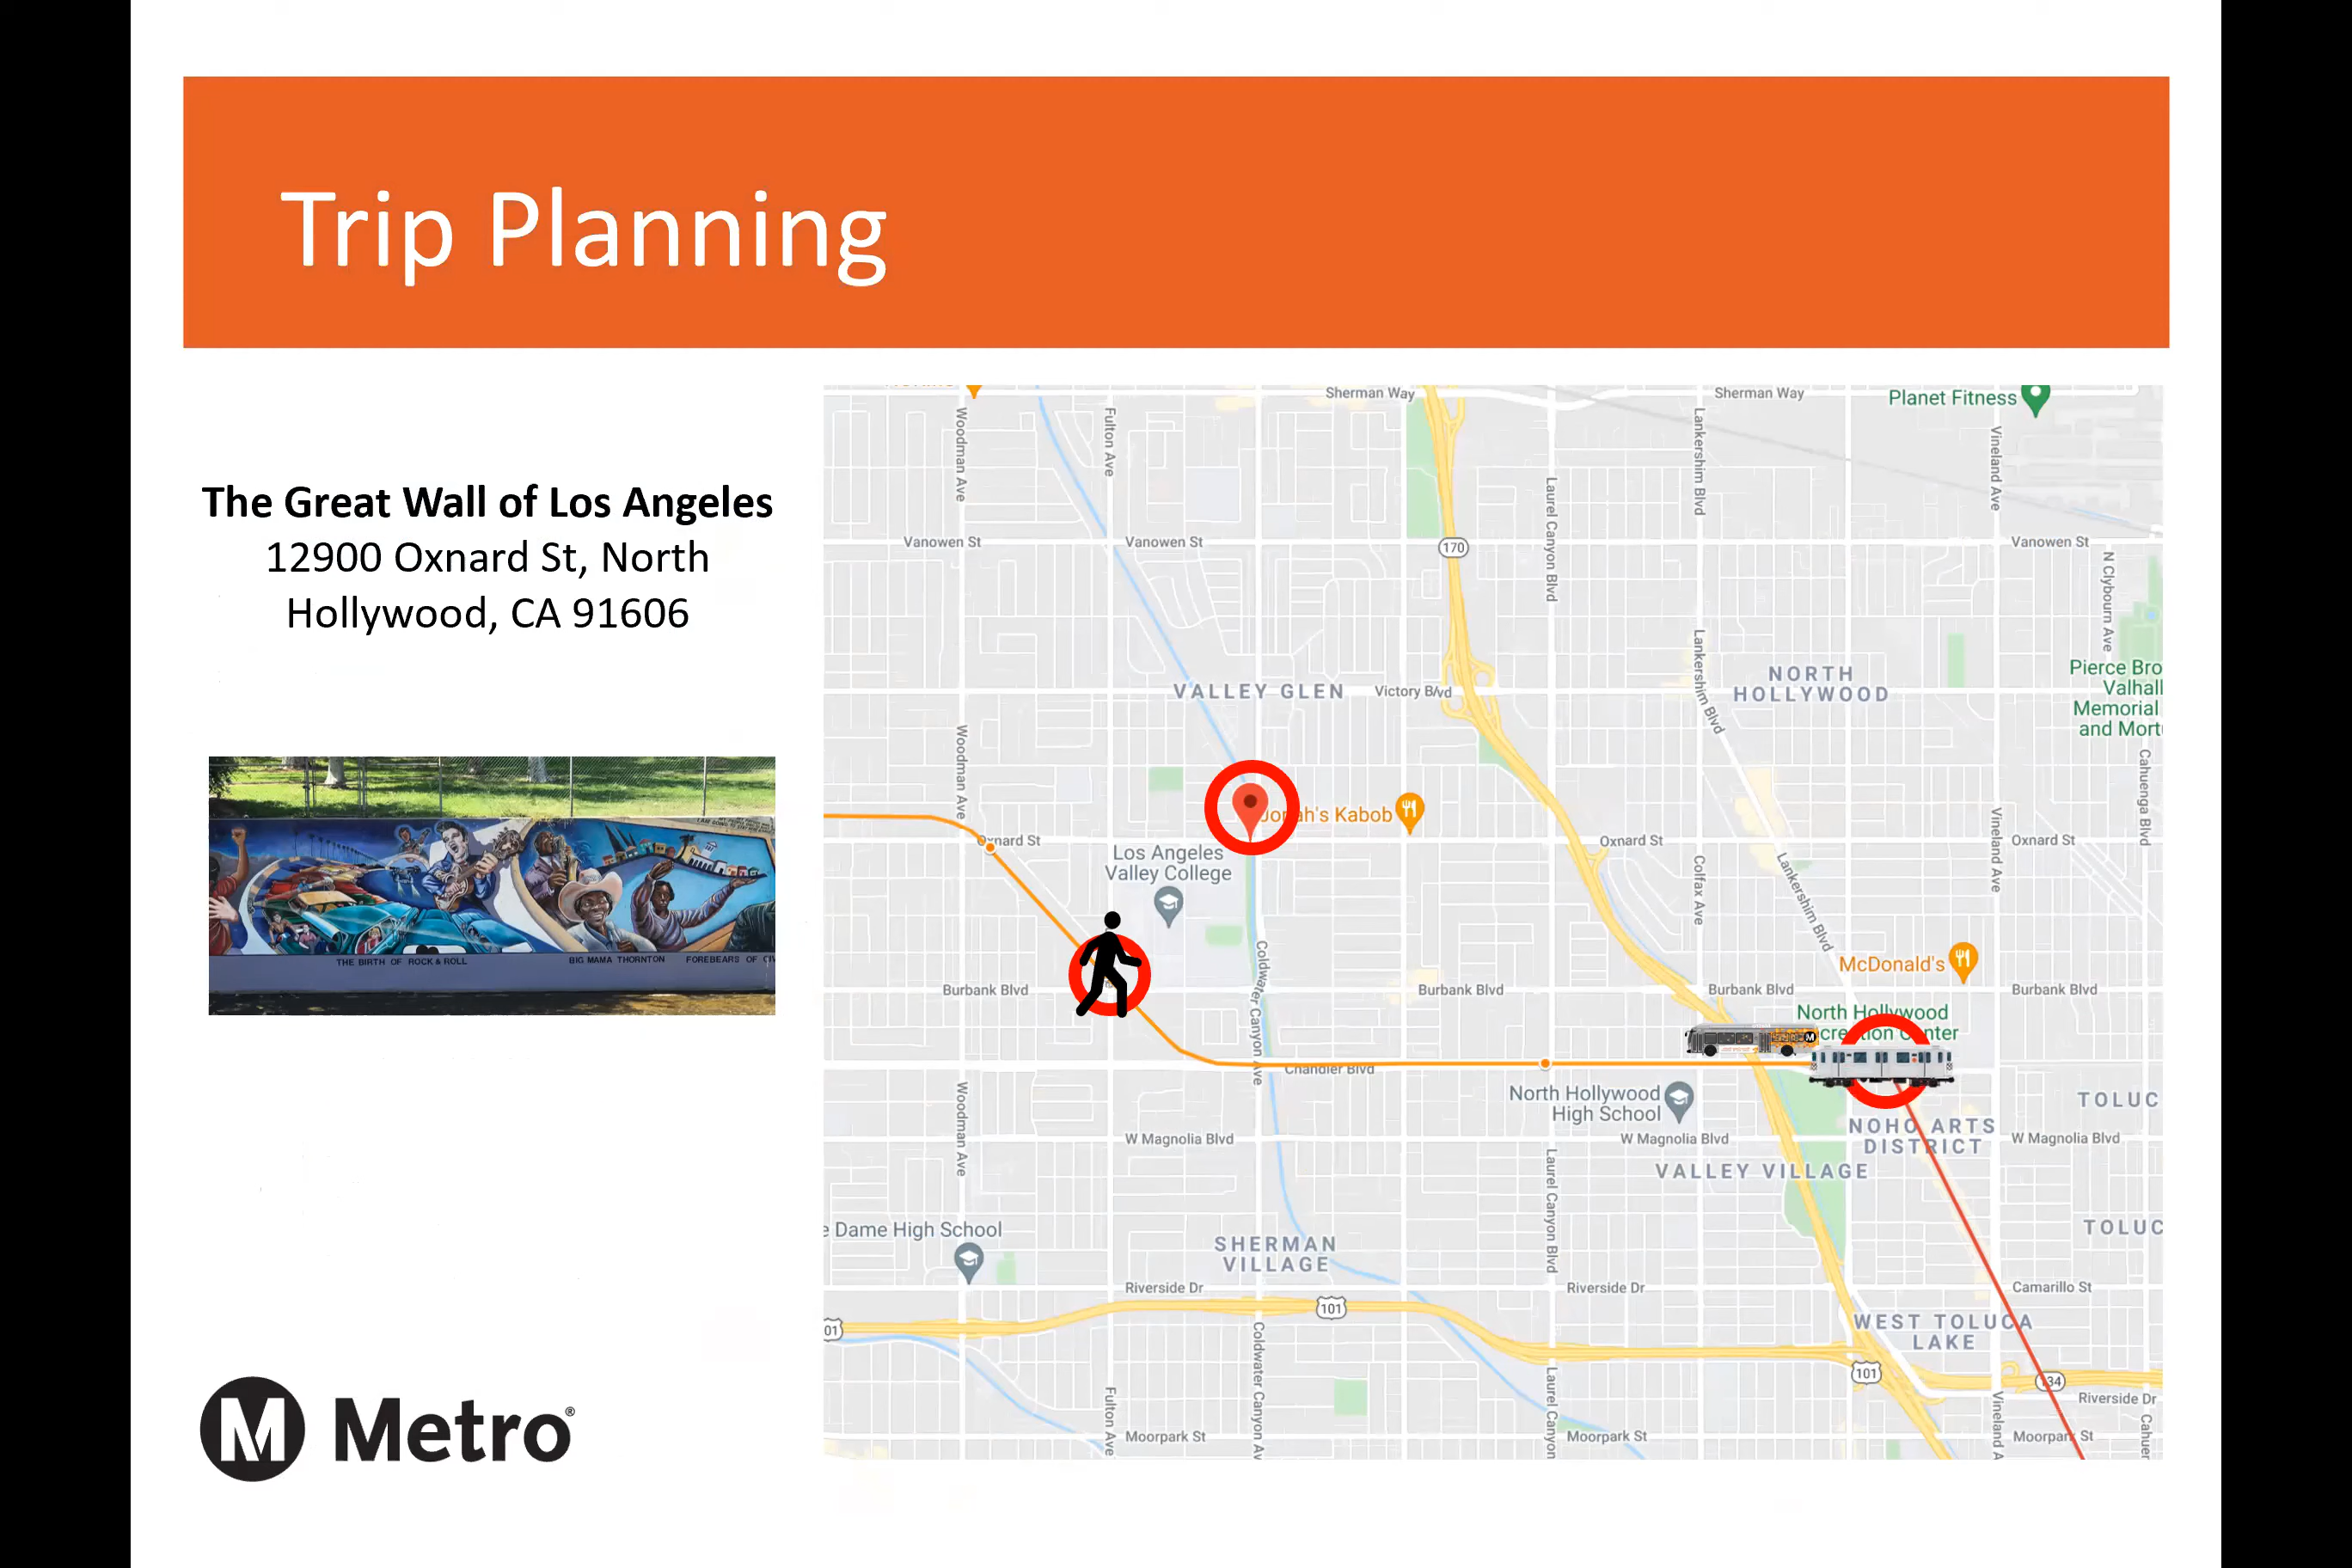 Trip Planning
The Great Wall of Los Angeles
12900 Oxnard St, North
Hollywood, CA 91606
THE BIRTH OF ROCK & ROLL
BIG MAMA THORNTON
FOREBEARS OF
M Metro®
Sherman Way
Sherman Way
Planet Fitness
Woodman Ave
Fulton Ave
Laurel Canyon Blvd
Lankershim Blvd
Vineland Ave
Vanowen St
Vanowen St
170
Vanowen St
N Clybourn Ave
VALLEY GLEN
Victory Blvd
Lankershim Blvd
NORTH
HOLLYWOOD
Pierce Bro
Valhall
Memorial
and Mort
Woodman Ave
Kabob
Oxnard St
Los Angeles
Valley College
Oxnard St
Colfax Ave
Lankershim Blvd
Vineland Ave
Oxnard St
Cahuenga Blvd
Burbank Blvd
Coldwater Canyon Ave
Burbank Blvd
Burbank Blvd
McDonald's
Burbank Blvd
North Hollywood
Chandler Blvd
North Hollywood
High School
Woodman Ave
W Magnolia Blvd
W Magnolia Blvd
NOHO ARTS
DISTRICT
W Magnolia Blvd
TOLUC
VALLEY VILLAGE
e Dame High School
SHERMAN
VILLAGE
Laurel Canyon Blvd
TOLUC
Riverside Dr
Riverside Dr
Camarillo St
01
101
WEST TOLUCA
LAKE
101
134
Riverside Dr
Fulton Ave
Coldwater Canyon Av
Laurel Canyon
Vineland A
Cahuen
Moorpark St
Moorpark St
Moorpark St